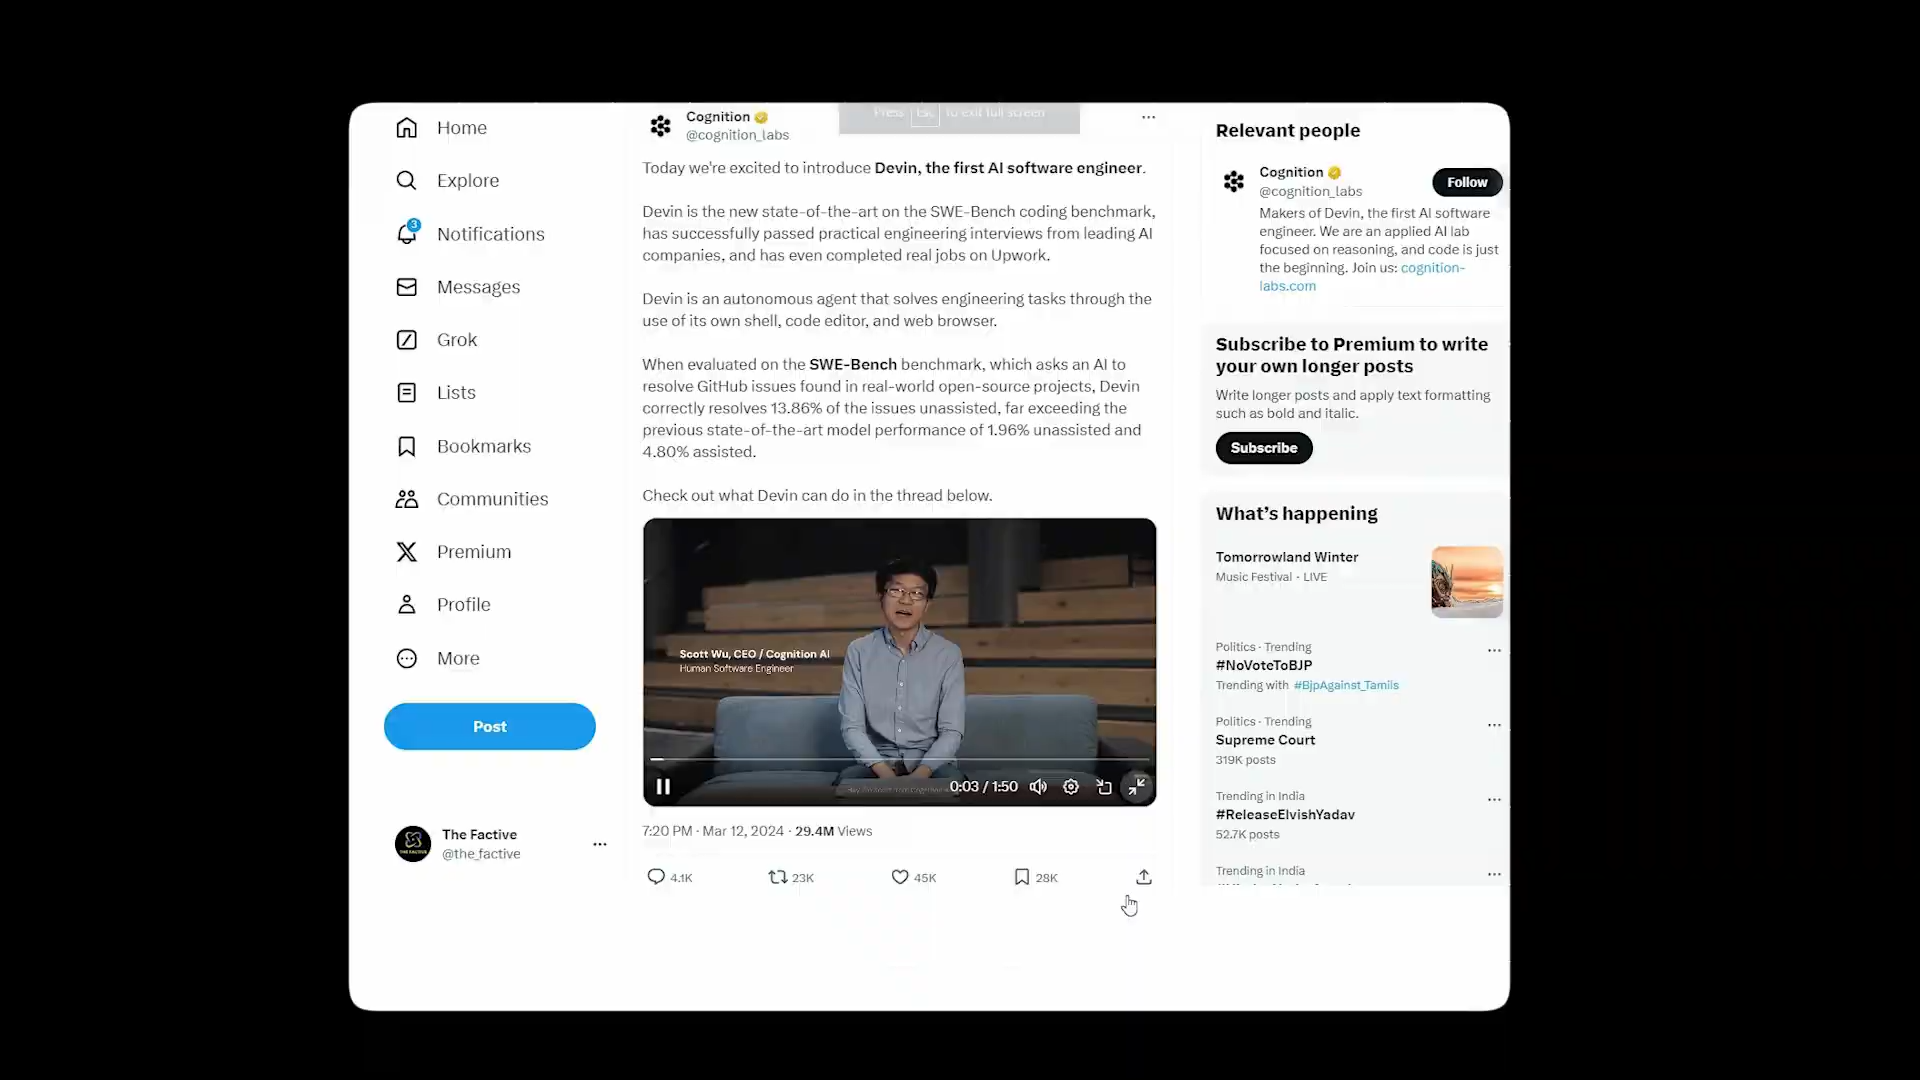 Home
Explore
3
Notifications
Messages
Grok
Lists
Bookmarks
Communities
Premium
Profile
More
Post
The Factive
@the_factive
Cognition
@cognition_labs
Press Esc to exit full screen
Today we're excited to introduce Devin, the first AI software engineer.
Devin is the new state-of-the-art on the SWE-Bench coding benchmark,
has successfully passed practical engineering interviews from leading AI
companies, and has even completed real jobs on Upwork.
Devin is an autonomous agent that solves engineering tasks through the
use of its own shell, code editor, and web browser.
When evaluated on the SWE-Bench benchmark, which asks an AI to
resolve GitHub issues found in real-world open-source projects, Devin
correctly resolves 13.86% of the issues unassisted, far exceeding the
previous state-of-the-art model performance of 1.96% unassisted and
4.80% assisted.
Check out what Devin can do in the thread below.
Scott Wu, CEO / Cognition AI
Human Software Engineer
0:03 / 1:50
7:20 PM · Mar 12, 2024 · 29.4M Views
4.1K
23K
45K
28K
Relevant people
Cognition
@cognition_labs
Follow
Makers of Devin, the first AI software
engineer. We are an applied AI lab
focused on reasoning, and code is just
the beginning. Join us: cognition-
labs.com
Subscribe to Premium to write
your own longer posts
Write longer posts and apply text formatting
such as bold and italic.
Subscribe
What's happening
Tomorrowland Winter
Music Festival · LIVE
Politics · Trending
#NoVoteToBJP
Trending with #BjpAgainst_Tamils
Politics · Trending
Supreme Court
319K posts
Trending in India
#ReleaseElvishYadav
52.7K posts
Trending in India